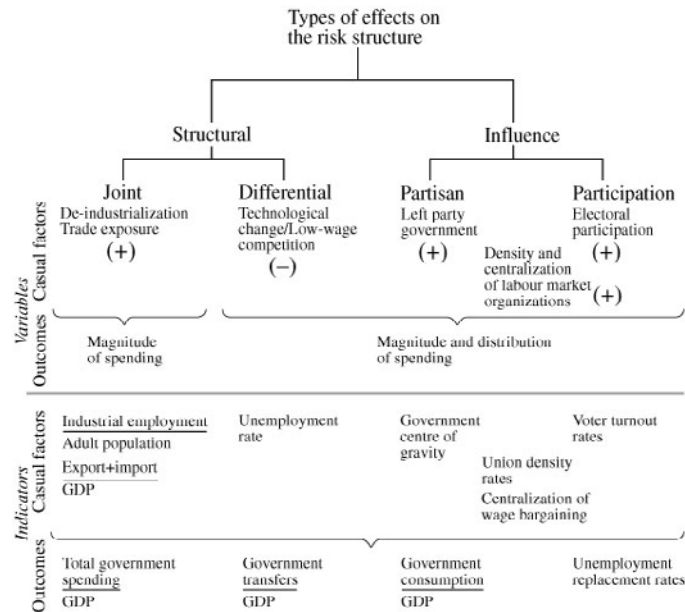 Types of effects on
the risk structure
Structural
Influence
Joint
De-industrialization
Trade exposure
(+)
Differential
Technological
change/Low-wage
competition
(−)
Partisan
Left party
government
(+)
Participation
Electoral
participation
(+)
Density and
centralization
of labour market
organizations
(+)
Variables
Casual factors
Outcomes
Magnitude
of spending
Magnitude and distribution
of spending
Indicators
Casual factors
Industrial employment
Adult population
Export+import
GDP
Unemployment
rate
Government
centre of
gravity
Voter turnout
rates
Union density
rates
Centralization of
wage bargaining
Outcomes
Total government
spending
GDP
Government
transfers
GDP
Government
consumption
GDP
Unemployment
replacement rates